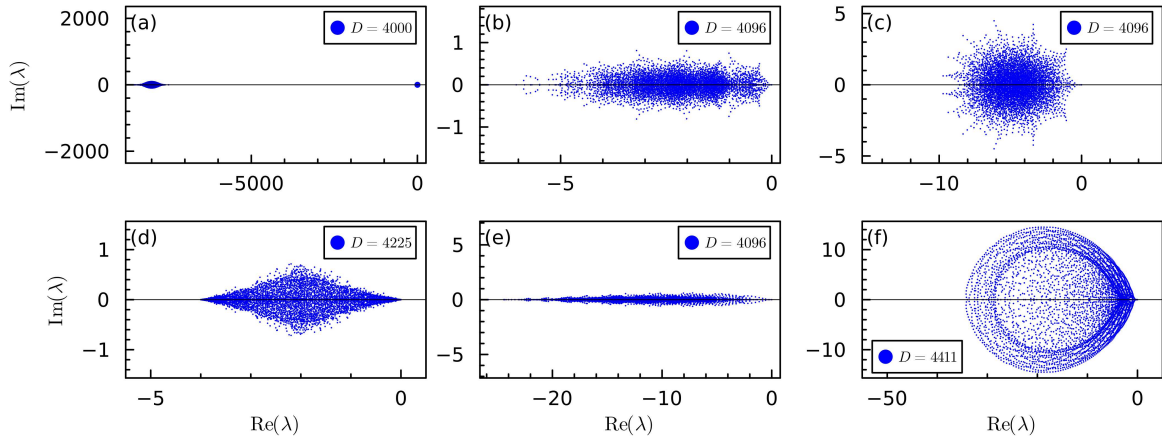 (a)
D = 4000
2000
0
−2000
Im(λ)
−5000
0
(b)
D = 4096
1
0
−1
−5
0
(c)
D = 4096
5
0
−5
−10
0
(d)
D = 4225
1
0
−1
Im(λ)
−5
0
Re(λ)
(e)
D = 4096
5
0
−5
−20
−10
0
Re(λ)
(f)
D = 4411
10
0
−10
−50
0
Re(λ)